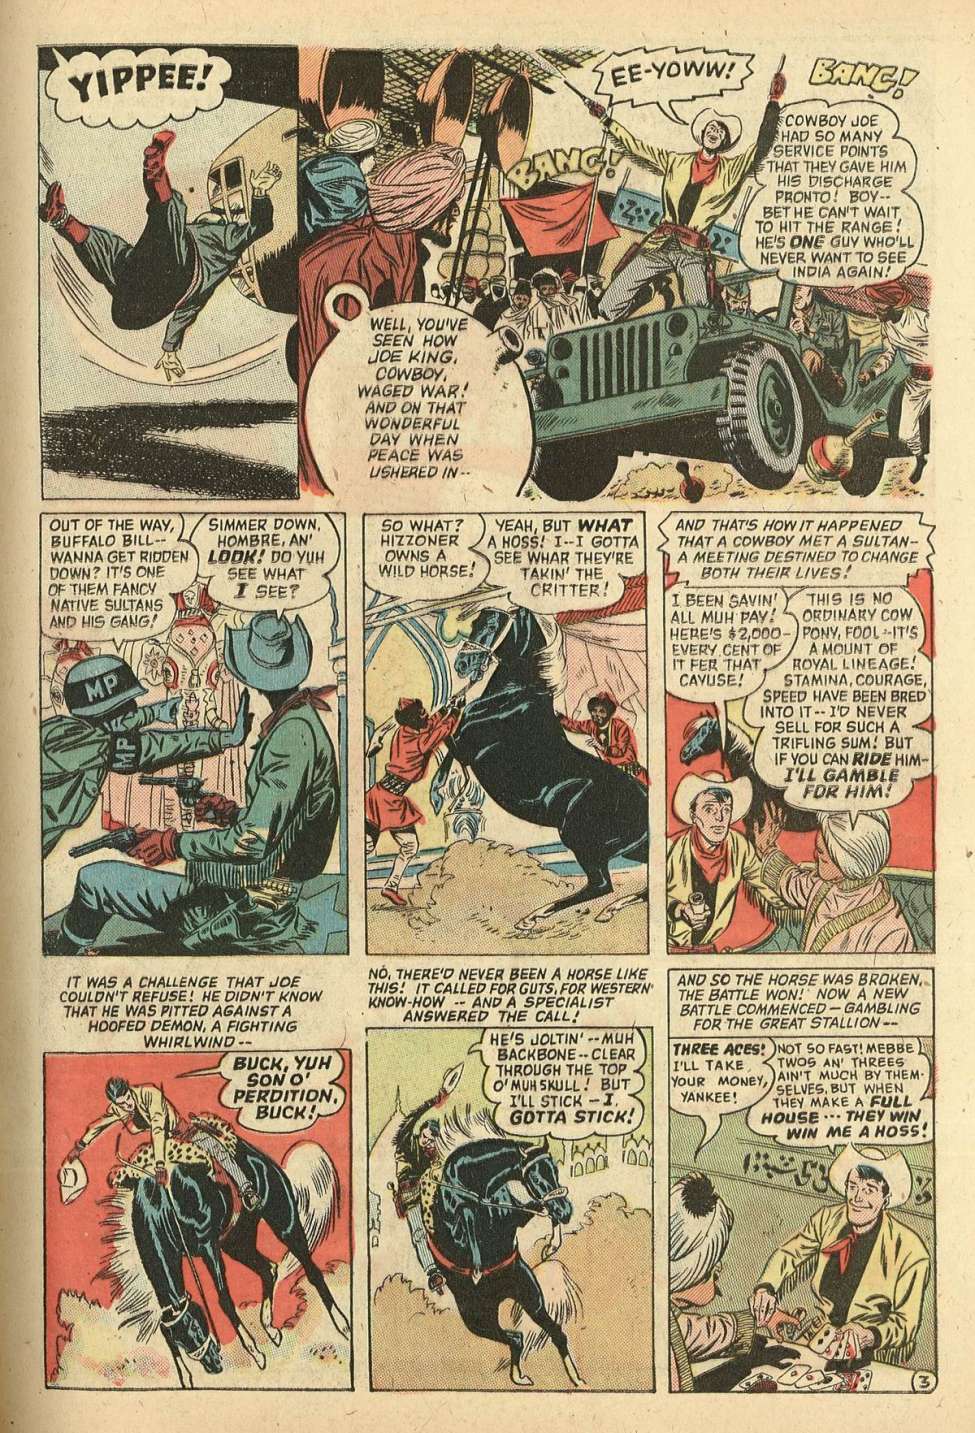 YIPPEE!
EE-YOWW!
BANG!
BANG!
COWBOY JOE
HAD SO MANY
SERVICE POINTS
THAT THEY GAVE HIM
HIS DISCHARGE
PRONTO! BOY--
BET HE CAN'T WAIT
TO HIT THE RANGE!
HE'S ONE GUY WHO'LL
NEVER WANT TO SEE
INDIA AGAIN!
WELL, YOU'VE
SEEN HOW
JOE KING,
COWBOY,
WAGED WAR!
AND ON THAT
WONDERFUL
DAY WHEN
PEACE WAS
USHERED IN--
OUT OF THE WAY,
BUFFALO BILL--
WANNA GET RIDDEN
DOWN? IT'S ONE
OF THEM FANCY
NATIVE SULTANS
AND HIS GANG!
SIMMER DOWN,
HOMBRE, AN'
LOOK! DO YUH
SEE WHAT
I SEE?
MP
MP
SO WHAT?
HIZZONER
OWNS A
WILD HORSE!
YEAH, BUT WHAT
A HOSS! I--I GOTTA
SEE WHAR THEY'RE
TAKIN' THE
CRITTER!
AND THAT'S HOW IT HAPPENED
THAT A COWBOY MET A SULTAN--
A MEETING DESTINED TO CHANGE
BOTH THEIR LIVES!
I BEEN SAVIN'
ALL MUH PAY!
HERE'S $2,000--
EVERY CENT OF
IT FER THAT
CAYUSE!
THIS IS NO
ORDINARY COW
PONY, FOOL--IT'S
A MOUNT OF
ROYAL LINEAGE!
STAMINA, COURAGE,
SPEED HAVE BEEN BRED
INTO IT--I'D NEVER
SELL FOR SUCH A
TRIFLING SUM! BUT
IF YOU CAN RIDE HIM--
I'LL GAMBLE
FOR HIM!
IT WAS A CHALLENGE THAT JOE
COULDN'T REFUSE! HE DIDN'T KNOW
THAT HE WAS PITTED AGAINST A
HOOFED DEMON, A FIGHTING
WHIRLWIND--
BUCK, YUH
SON O'
PERDITION,
BUCK!
NO, THERE'D NEVER BEEN A HORSE LIKE
THIS! IT CALLED FOR GUTS, FOR WESTERN
KNOW-HOW -- AND A SPECIALIST
ANSWERED THE CALL!
HE'S JOLTIN'--MUH
BACKBONE--CLEAR
THROUGH THE TOP
O' MUH SKULL! BUT
I'LL STICK--I
GOTTA STICK!
AND SO THE HORSE WAS BROKEN,
THE BATTLE WON! NOW A NEW
BATTLE COMMENCED--GAMBLING
FOR THE GREAT STALLION--
THREE ACES!
I'LL TAKE
YOUR MONEY,
YANKEE!
NOT SO FAST! MEBBE
TWOS AN' THREES
AIN'T MUCH BY THEM-
SELVES, BUT WHEN
THEY MAKE A FULL
HOUSE... THEY WIN
WIN ME A HOSS!
3